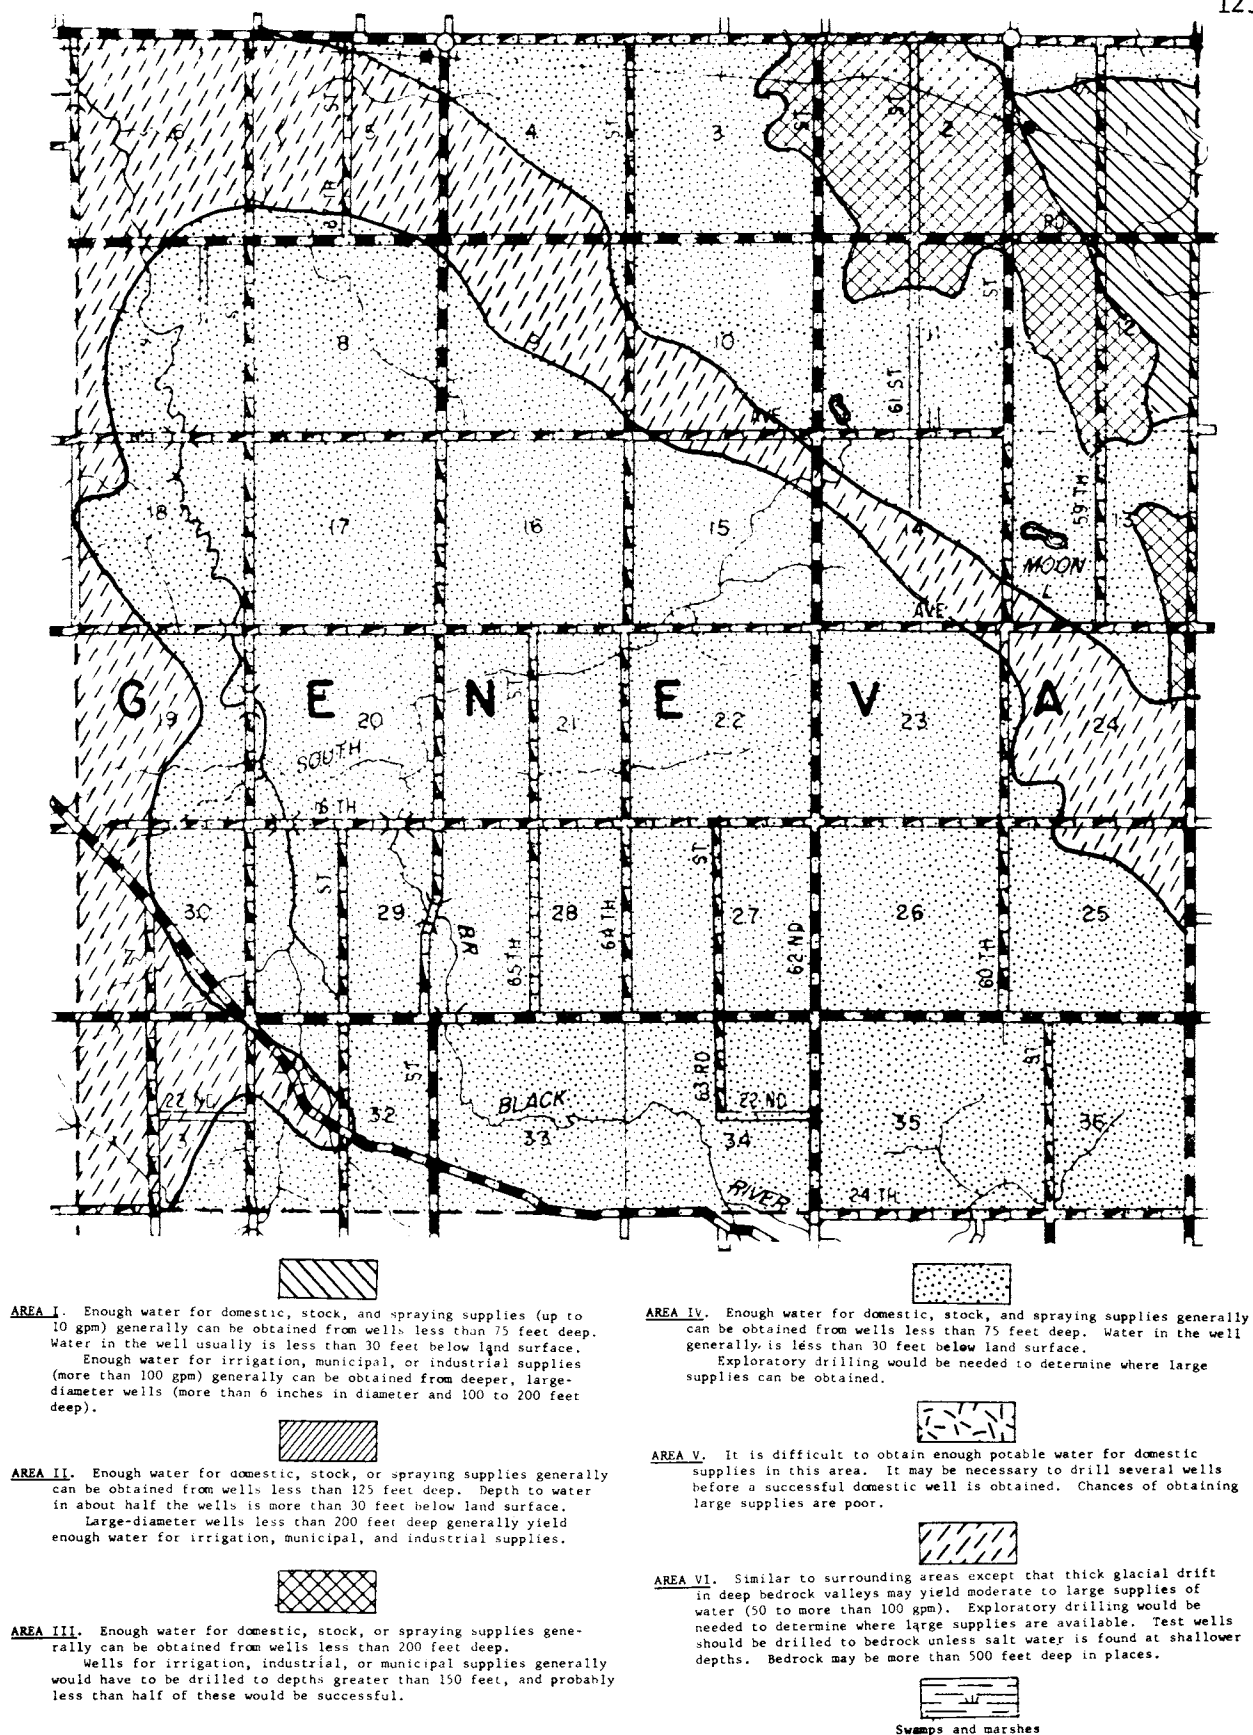 123
6
5
4
3
2
1
ST
ST
ST
ST
RD
8
9
10
11
12
61 ST
AVE
ST
18
17
16
15
14
13
59 TH
MOON
L
AVE
G E N E V A
19
20
21
22
23
24
ST
SOUTH
16 TH
ST
ST
30
29
28
27
26
25
BR
65 TH
64 TH
62 ND
60 TH
ST
63 RD
ST
22 ND
32
BLACK
33
22 ND
34
35
36
RIVER
24 TH
AREA I. Enough water for domestic, stock, and spraying supplies (up to
10 gpm) generally can be obtained from wells less than 75 feet deep.
Water in the well usually is less than 30 feet below land surface.
Enough water for irrigation, municipal, or industrial supplies
(more than 100 gpm) generally can be obtained from deeper, large-
diameter wells (more than 6 inches in diameter and 100 to 200 feet
deep).
AREA II. Enough water for domestic, stock, or spraying supplies generally
can be obtained from wells less than 125 feet deep. Depth to water
in about half the wells is more than 30 feet below land surface.
Large-diameter wells less than 200 feet deep generally yield
enough water for irrigation, municipal, and industrial supplies.
AREA III. Enough water for domestic, stock, or spraying supplies gene-
rally can be obtained from wells less than 200 feet deep.
Wells for irrigation, industrial, or municipal supplies generally
would have to be drilled to depths greater than 150 feet, and probably
less than half of these would be successful.
AREA IV. Enough water for domestic, stock, and spraying supplies generally
can be obtained from wells less than 75 feet deep. Water in the well
generally is less than 30 feet below land surface.
Exploratory drilling would be needed to determine where large
supplies can be obtained.
AREA V. It is difficult to obtain enough potable water for domestic
supplies in this area. It may be necessary to drill several wells
before a successful domestic well is obtained. Chances of obtaining
large supplies are poor.
AREA VI. Similar to surrounding areas except that thick glacial drift
in deep bedrock valleys may yield moderate to large supplies of
water (50 to more than 100 gpm). Exploratory drilling would be
needed to determine where large supplies are available. Test wells
should be drilled to bedrock unless salt water is found at shallower
depths. Bedrock may be more than 500 feet deep in places.
Swamps and marshes